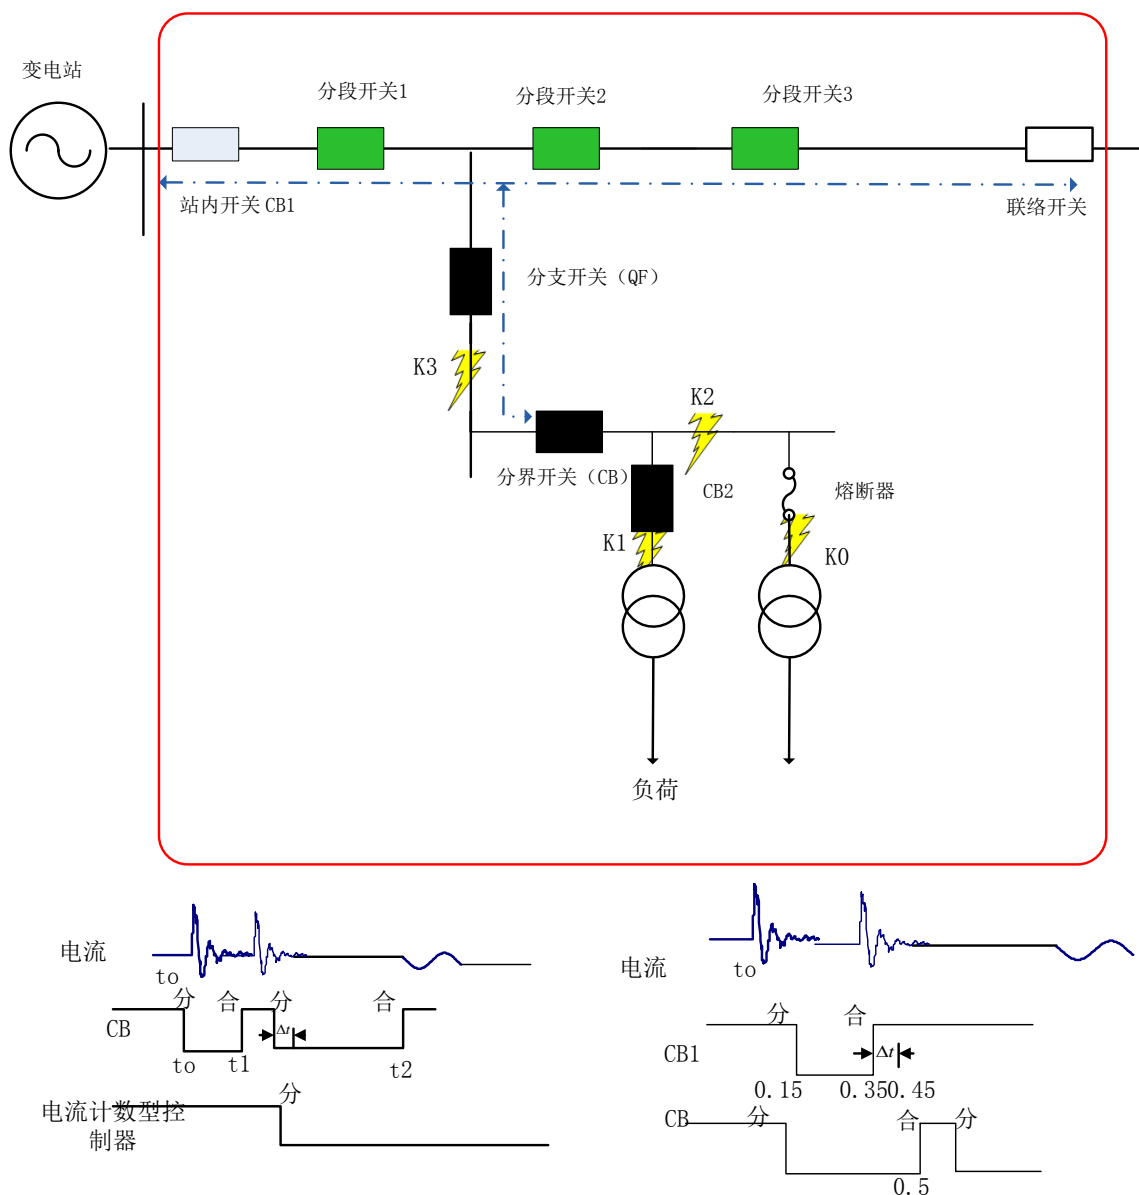 变电站
分段开关1
分段开关2
分段开关3
站内开关CB1
联络开关
分支开关（QF）
K3
K2
分界开关（CB）
CB2
熔断器
K1
K0
负荷
电流
to
分 合 分 合
CB
Δt
to t1 t2
分
电流计数型控
制器
电流
to
分 合
CB1
Δt
0.15 0.35 0.45
CB 分 合 分
0.5